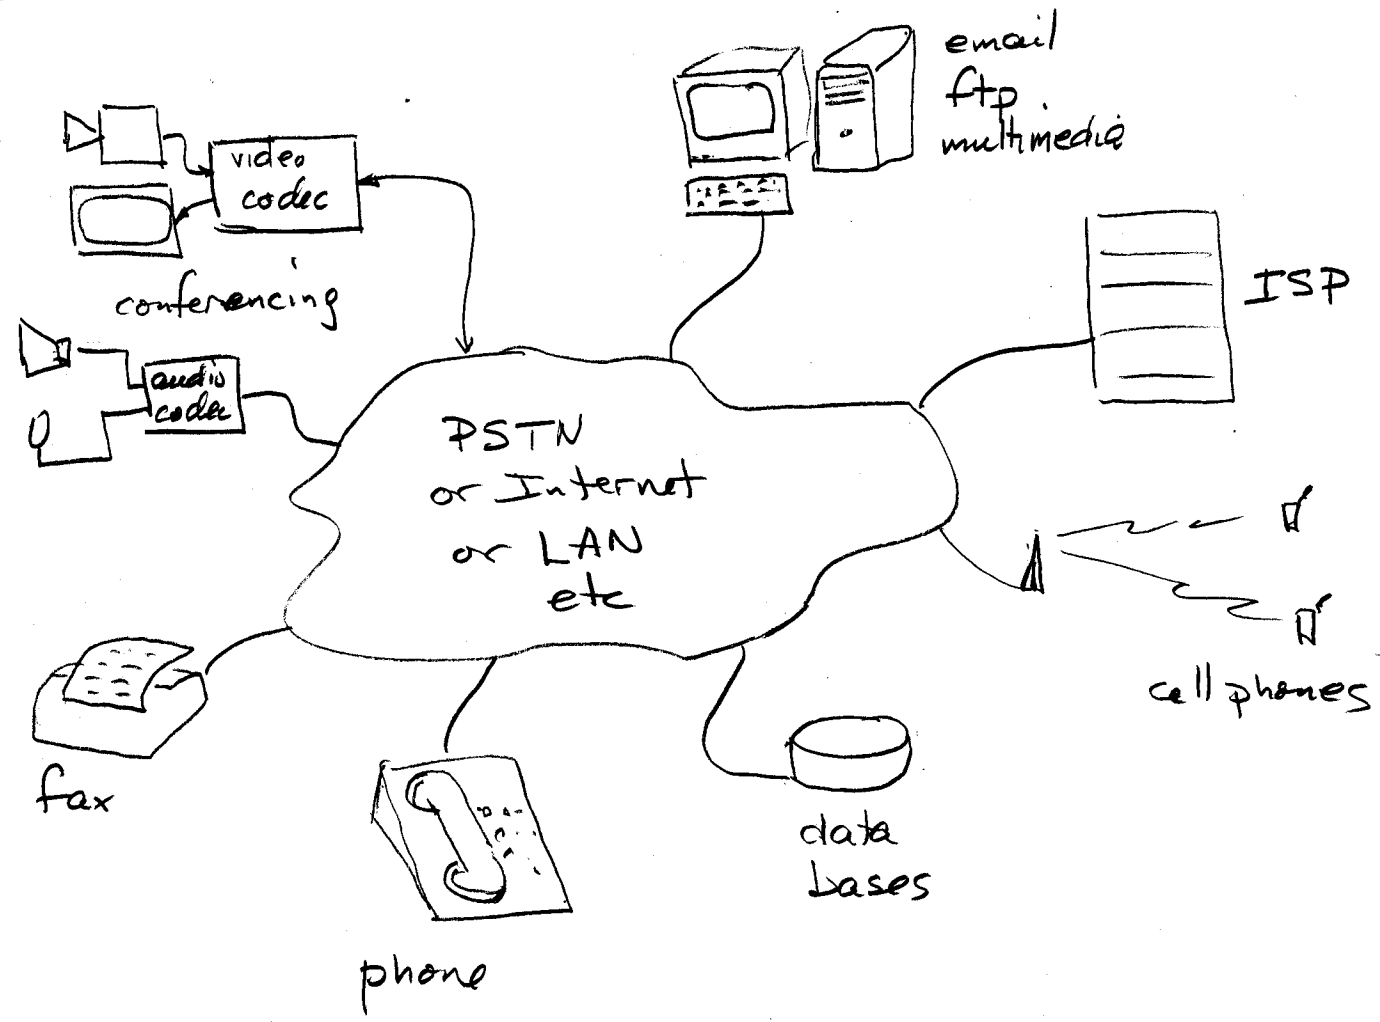 email
ftp
multimedia
video
codec
conferencing
ISP
audio
codec
PSTN
or Internet
or LAN
etc
cell phones
fax
data
bases
phone